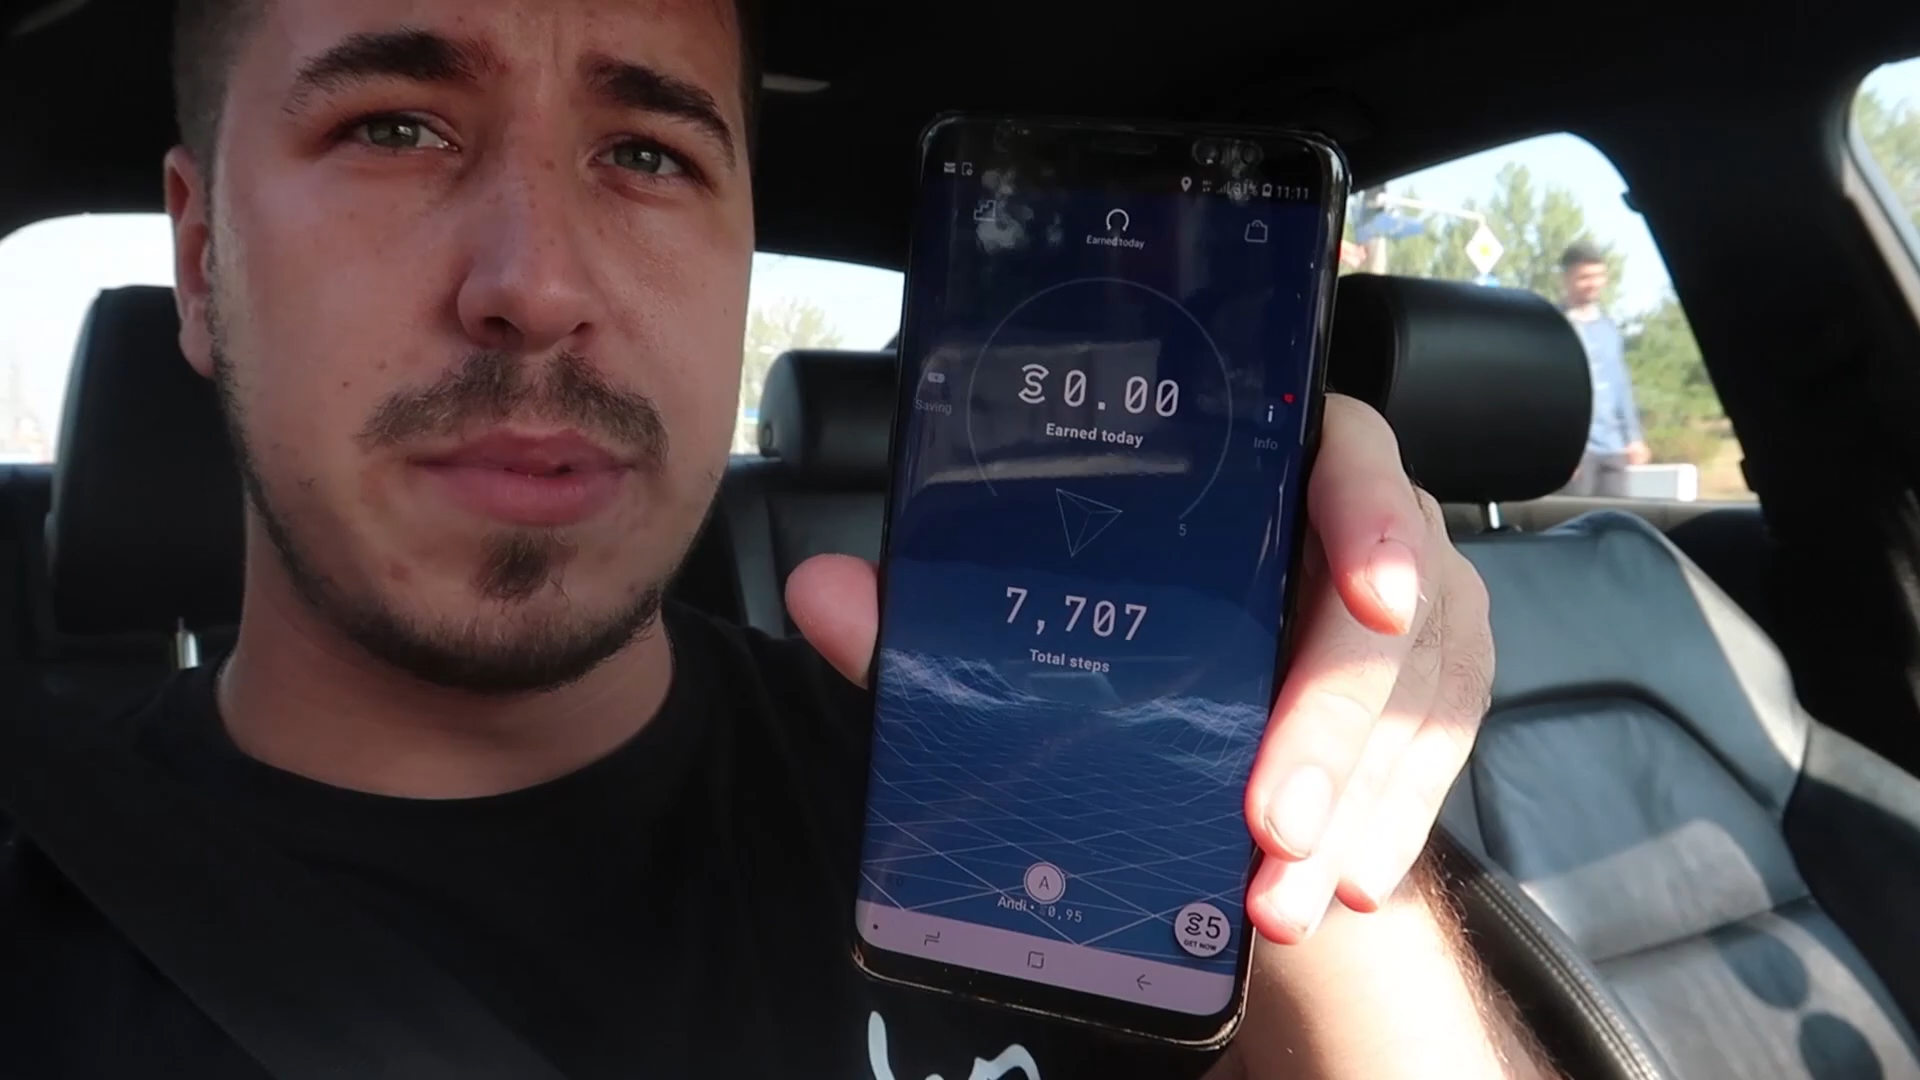 11:11
Earned today
0.00
Earned today
Saving
Info
5
7,707
Total steps
A
Andi • 0,95
5
GET NOW